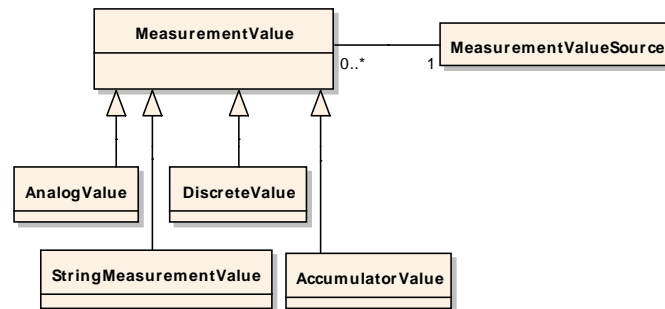 MeasurementValue
MeasurementValueSource
0..*
1
AnalogValue
DiscreteValue
StringMeasurementValue
AccumulatorValue